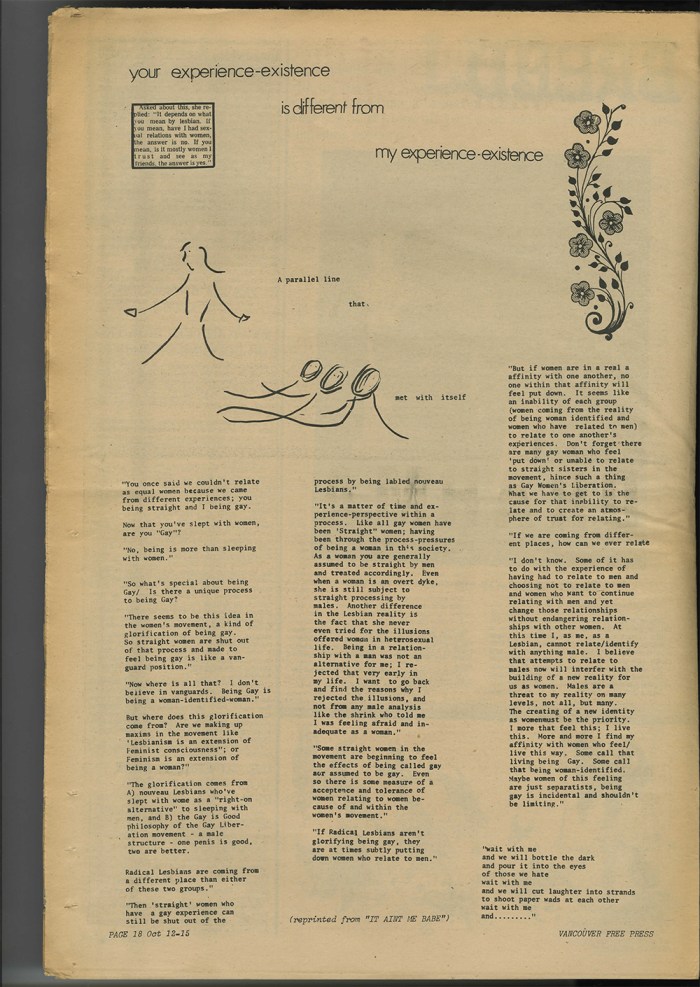 your experience-existence
is different from
my experience-existence
Asked about this, she re-
plied: "It depends on what
you mean by lesbian. If
you mean, have I had sex-
ual relations with women,
the answer is no. If you
mean, is it mostly women I
trust and see as my
friends, the answer is yes."
A parallel line
that.
met with itself
"You once said we couldn't relate
as equal women because we came
from different experiences; you
being straight and I being gay.
Now that you've slept with women,
are you "Gay"?
"No, being is more than sleeping
with women."
"So what's special about being
Gay/ Is there a unique process
to being Gay?
"There seems to be this idea in
the women's movement, a kind of
glorification of being gay.
So straight women are shut out
of that process and made to
feel being gay is like a van-
guard position."
"Now where is all that? I don't
believe in vanguards. Being Gay is
being a woman-identified-woman."
But where does this glorification
come from? Are we making up
maxims in the movement like
'Lesbianism is an extension of
Feminist consciousness"; or
Feminism is an extension of
being a woman?"
"The glorification comes from
A) nouveau Lesbians who've
slept with wome as a "right-on
alternative" to sleeping with
men, and B) the Gay is Good
philosophy of the Gay Liber-
ation movement - a male
structure - one penis is good,
two are better.
Radical Lesbians are coming from
a different place than either
of these two groups."
"Then 'straight' women who
have a gay experience can
still be shut out of the
process by being labled nouveau
Lesbians."
"It's a matter of time and ex-
perience-perspective within a
process. Like all gay women have
been 'Straight" women; having
been through the process-pressures
of being a woman in this society.
As a woman you are generally
assumed to be straight by men
and treated accordingly. Even
when a woman is an overt dyke,
she is still subject to
straight processing by
males. Another difference
in the Lesbian reality is
the fact that she never
even tried for the illusions
offered woman in heterosexual
life. Being in a relation-
ship with a man was not an
alternative for me; I re-
jected that very early in
my life. I want to go back
and find the reasons why I
rejected the illusions, and
not from any male analysis
like the shrink who told me
I was feeling afraid and in-
adequate as a woman."
"Some straight women in the
movement are beginning to feel
the effects of being called gay
aor assumed to be gay. Even
so there is some measure of a
acceptence and tolerance of
women relating to women be-
cause of and within the
women's movement."
"If Radical Lesbians aren't
glorifying being gay, they
are at times subtly putting
down women who relate to men."
(reprinted from "IT AINT ME BABE")
"But if women are in a real a
affinity with one another, no
one within that affinity will
feel put down. It seems like
an inability of each group
(women coming from the reality
of being woman identified and
women who have related to men)
to relate to one another's
experiences. Don't forget there
are many gay woman who feel
'put down' or unable to relate
to straight sisters in the
movement, hince such a thing
as Gay Women's liberation.
What we have to get to is the
cause for that inability to re-
late and to create an atmos-
phere of trust for relating."
"If we are coming from differ-
ent places, how can we ever relate
"I don't know. Some of it has
to do with the experience of
having had to relate to men and
choosing not to relate to men
and women who want to continue
relating with men and yet
change those relationships
without endangering relation-
ships with other women. At
this time I, as me, as a
Lesbian, cannot relate/identify
with anything male. I believe
that attempts to relate to
males now will interfer with the
building of a new reality for
us as women. Males are a
threat to my reality on many
levels, not all, but many.
The creating of a new identity
as womenmust be the priority.
I more that feel this; I live
this. More and more I find my
affinity with women who feel/
live this way. Some call that
living being Gay. Some call
that being woman-identified.
Maybe women of this feeling
are just separatists, being
gay is incidental and shouldn't
be limiting."
"wait with me
and we will bottle the dark
and pour it into the eyes
of those we hate
wait with me
and we will cut laughter into strands
to shoot paper wads at each other
wait with me
and........."
PAGE 18 Oct 12-15
VANCOUVER FREE PRESS